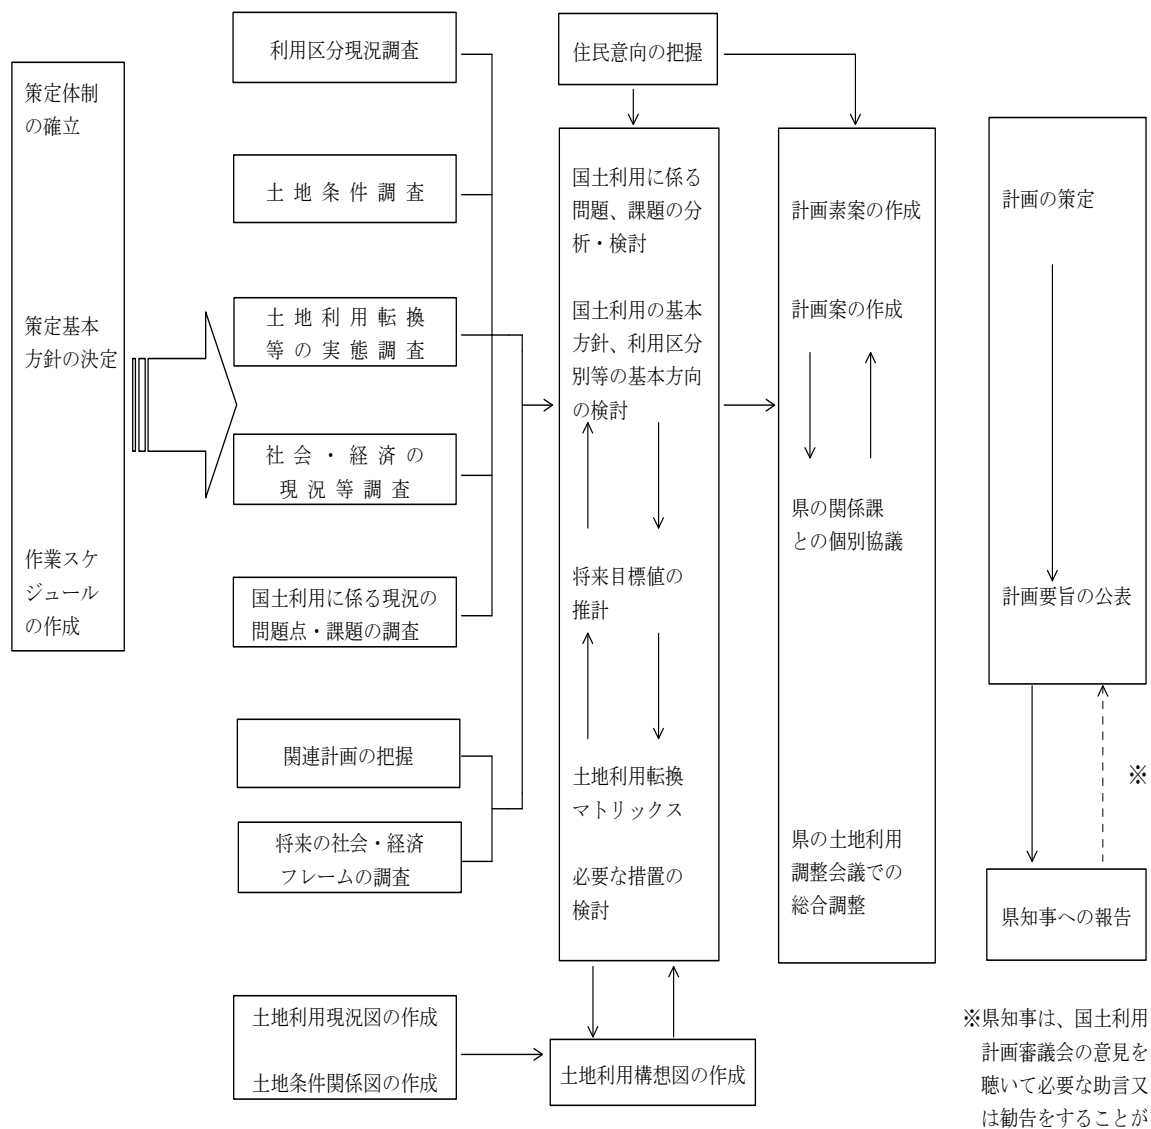 策定体制
の確立
策定基本
方針の決定
作業スケ
ジュール
の作成
利用区分現況調査
土地条件調査
土地利用転換
等の実態調査
社会・経済の
現況等調査
国土利用に係る現況の
問題点・課題の調査
関連計画の把握
将来の社会・経済
フレームの調査
土地利用現況図の作成
土地条件関係図の作成
住民意向の把握
国土利用に係る
問題、課題の分
析・検討
国土利用の基本
方針、利用区分
別等の基本方向
の検討
将来目標値の
推計
土地利用転換
マトリックス
必要な措置の
検討
土地利用構想図の作成
計画素案の作成
計画案の作成
県の関係課
との個別協議
県の土地利用
調整会議での
総合調整
計画の策定
計画要旨の公表
※
県知事への報告
※県知事は、国土利用
計画審議会の意見を
聴いて必要な助言又
は勧告をすることが